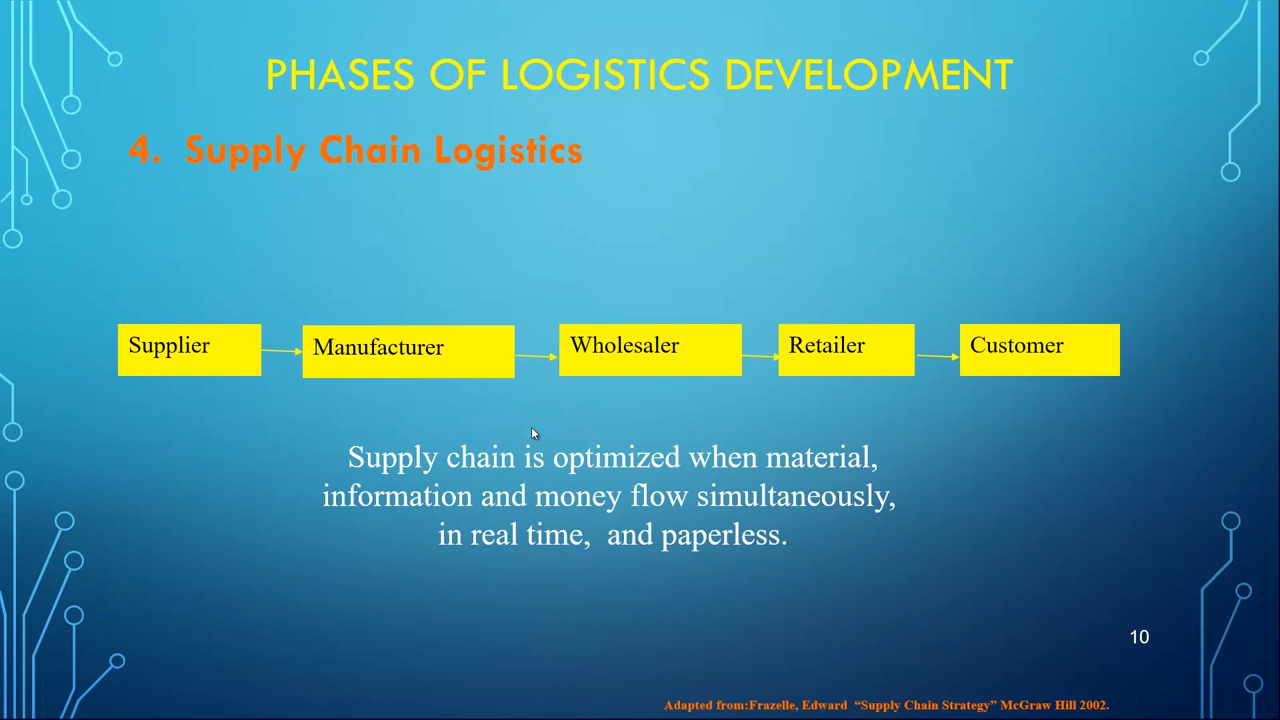 PHASES OF LOGISTICS DEVELOPMENT
4. Supply Chain Logistics
Supplier
Manufacturer
Wholesaler
Retailer
Customer
Supply chain is optimized when material,
information and money flow simultaneously,
in real time,  and paperless.
10
Adapted from:Frazelle, Edward  “Supply Chain Strategy” McGraw Hill 2002.